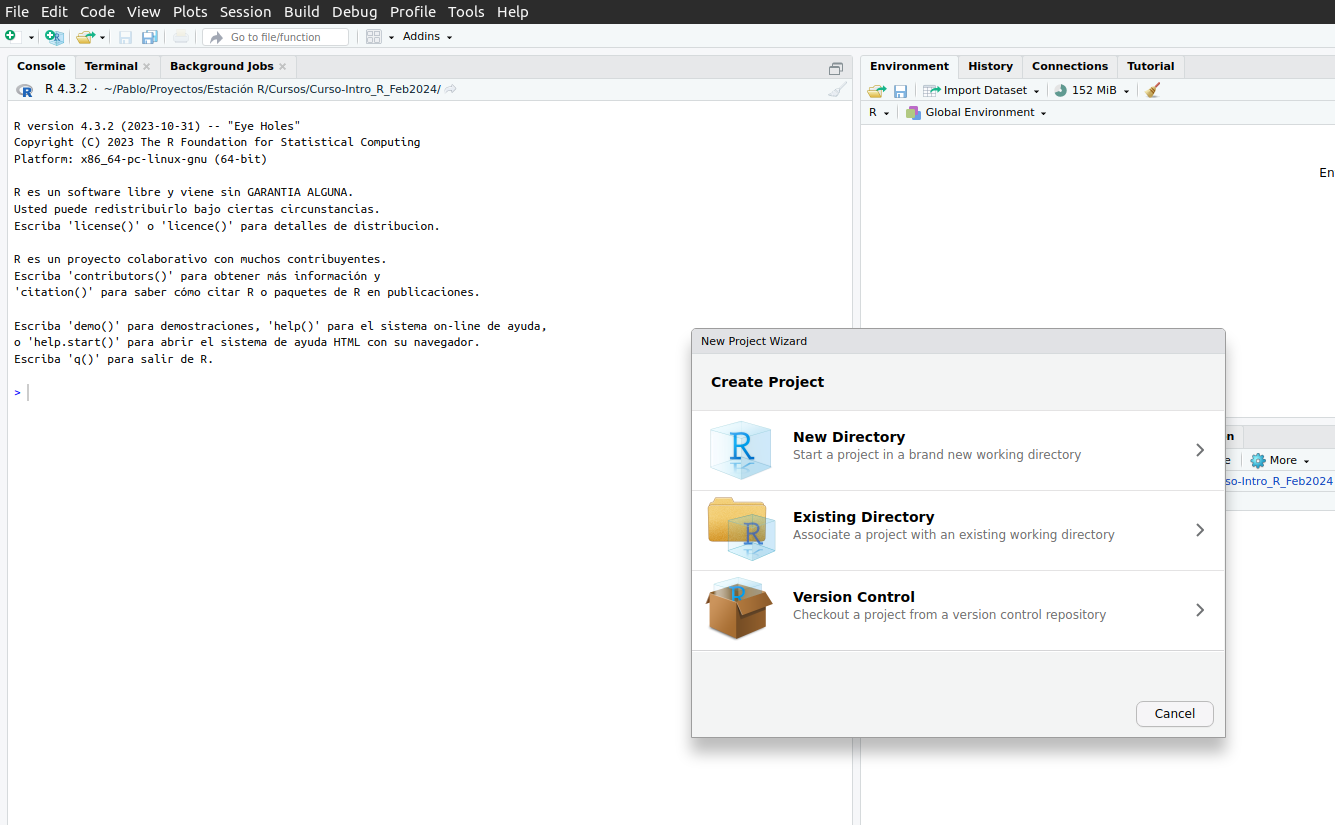 File Edit Code View Plots Session Build Debug Profile Tools Help
Go to file/function Addins
Console Terminal Background Jobs
R 4.3.2 · ~/Pablo/Proyectos/Estación R/Cursos/Curso-Intro_R_Feb2024/
R version 4.3.2 (2023-10-31) -- "Eye Holes"
Copyright (C) 2023 The R Foundation for Statistical Computing
Platform: x86_64-pc-linux-gnu (64-bit)
R es un software libre y viene sin GARANTIA ALGUNA.
Usted puede redistribuirlo bajo ciertas circunstancias.
Escriba 'license()' o 'licence()' para detalles de distribucion.
R es un proyecto colaborativo con muchos contribuyentes.
Escriba 'contributors()' para obtener más información y
'citation()' para saber cómo citar R o paquetes de R en publicaciones.
Escriba 'demo()' para demostraciones, 'help()' para el sistema on-line de ayuda,
o 'help.start()' para abrir el sistema de ayuda HTML con su navegador.
Escriba 'q()' para salir de R.
>
Environment History Connections Tutorial
Import Dataset 152 MiB
R Global Environment
En
New Project Wizard
Create Project
New Directory
Start a project in a brand new working directory
Existing Directory
Associate a project with an existing working directory
Version Control
Checkout a project from a version control repository
Cancel
n
e More
so-Intro_R_Feb2024